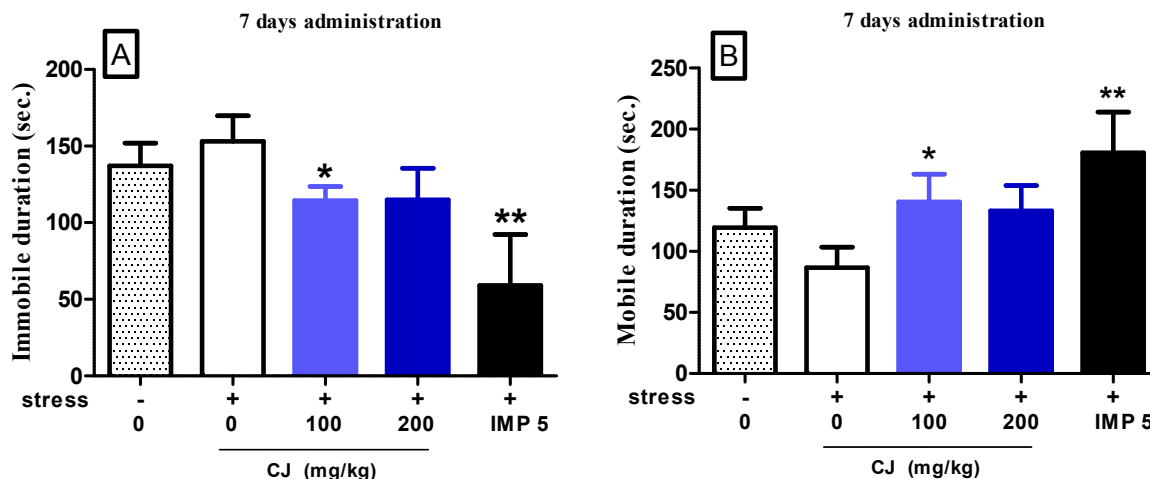 7 days administration
A
Immobile duration (sec.)
200
150
100
50
0
*
**
stress - + + + +
0 0 100 200 IMP 5
CJ (mg/kg)
7 days administration
B
Mobile duration (sec.)
250
200
150
100
50
0
*
**
stress - + + + +
0 0 100 200 IMP 5
CJ (mg/kg)